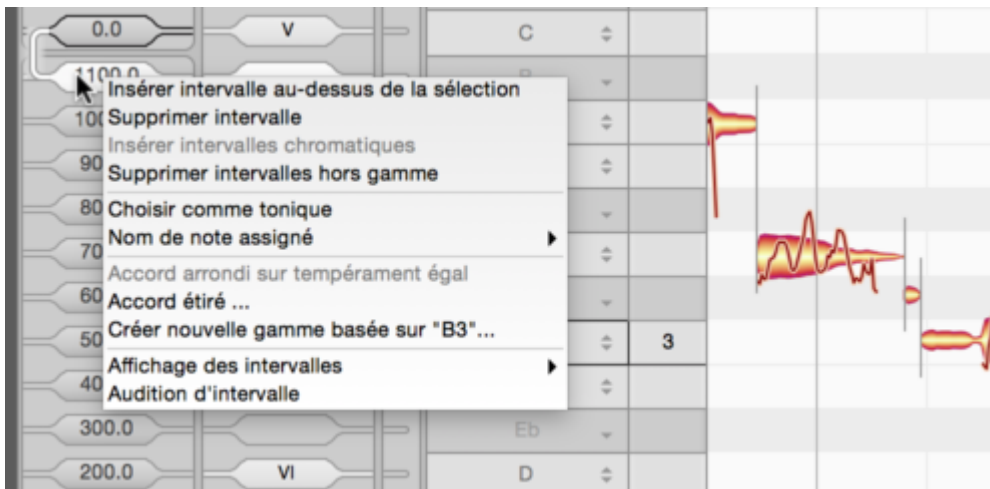 0.0 V C
1100.0
Insérer intervalle au-dessus de la sélection
Supprimer intervalle
Insérer intervalles chromatiques
Supprimer intervalles hors gamme
Choisir comme tonique
Nom de note assigné
Accord arrondi sur tempérament égal
Accord étiré ...
Créer nouvelle gamme basée sur "B3"...
3
Affichage des intervalles
Audition d'intervalle
300.0 Eb
200.0 VI D